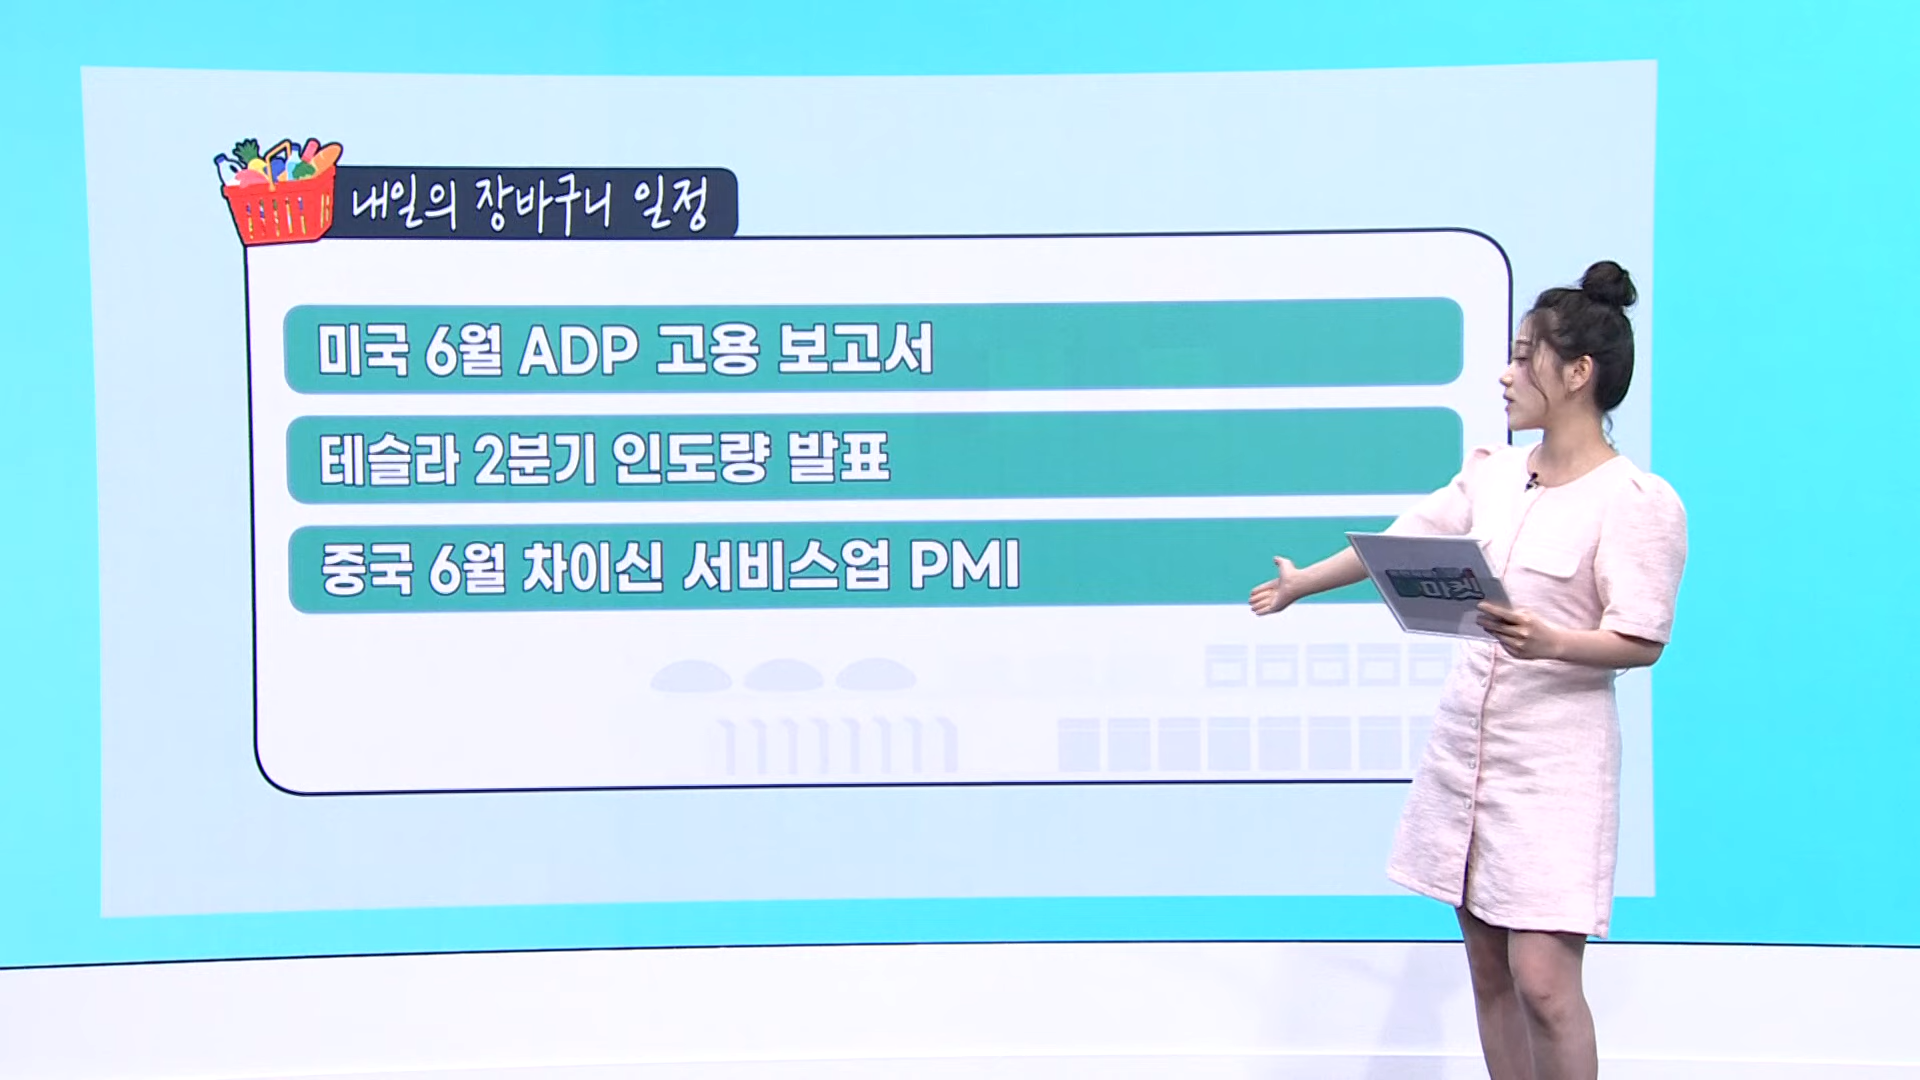 내일의 장바구니 일정
미국 6월 ADP 고용 보고서
테슬라 2분기 인도량 발표
중국 6월 차이신 서비스업 PMI
마켓